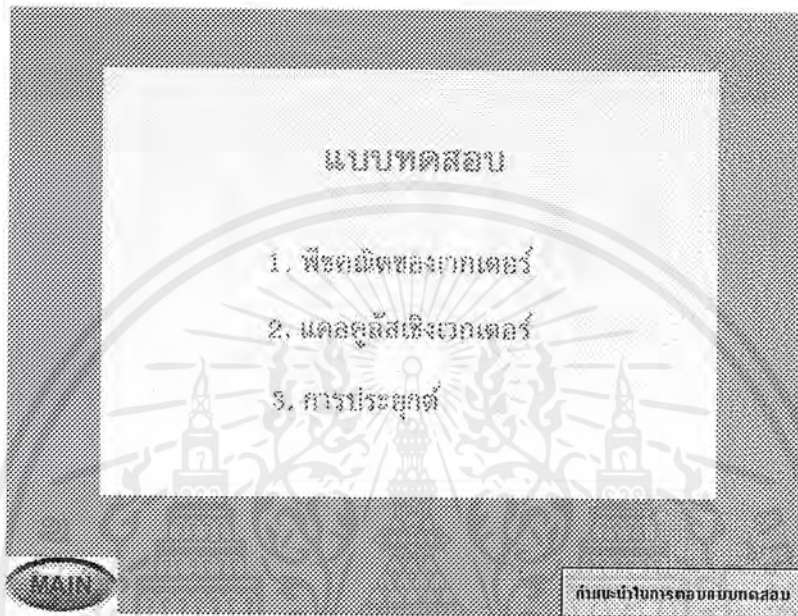 แบบทดสอบ
1. พีชคณิตของเวกเตอร์
2. แคลคูลัสเชิงเวกเตอร์
3. การประยุกต์
MAIN
คำแนะนำในการตอบแบบทดสอบ